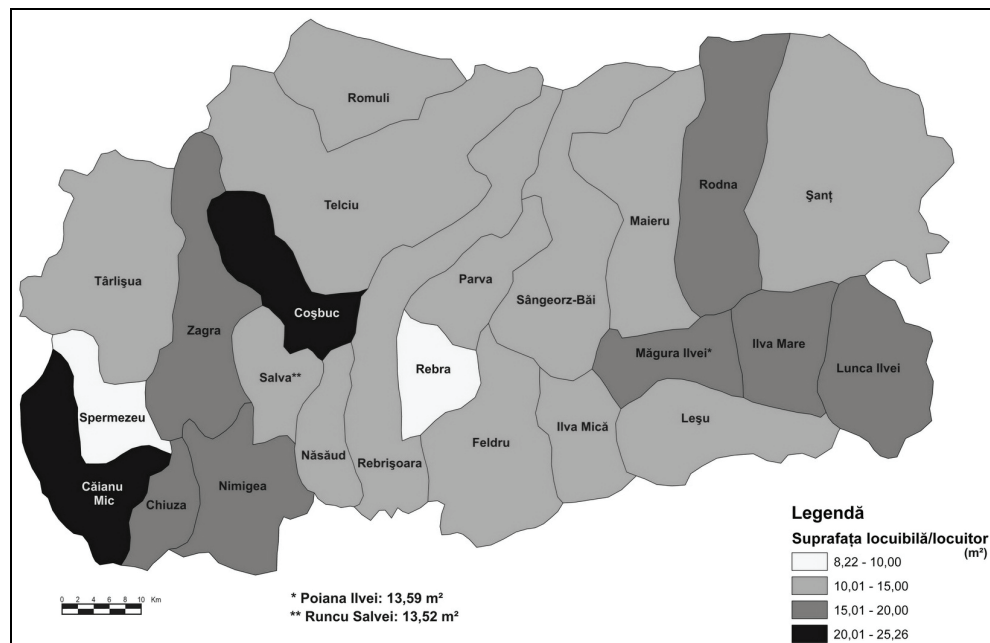 Romuli
Rodna
Şanţ
Telciu
Maieru
Târlişua
Parva
Sângeorz-Băi
Coşbuc
Zagra
Măgura Ilvei*
Ilva Mare
Rebra
Lunca Ilvei
Salva**
Spermezeu
Leşu
Ilva Mică
Feldru
Năsăud
Rebrişoara
Căianu
Mic
Nimigea
Chiuza
Legendă
Suprafaţa locuibilă/locuitor
(m²)
8,22 - 10,00
10,01 - 15,00
15,01 - 20,00
20,01 - 25,26
0 2 4 6 8 10 Km
* Poiana Ilvei: 13,59 m²
** Runcu Salvei: 13,52 m²